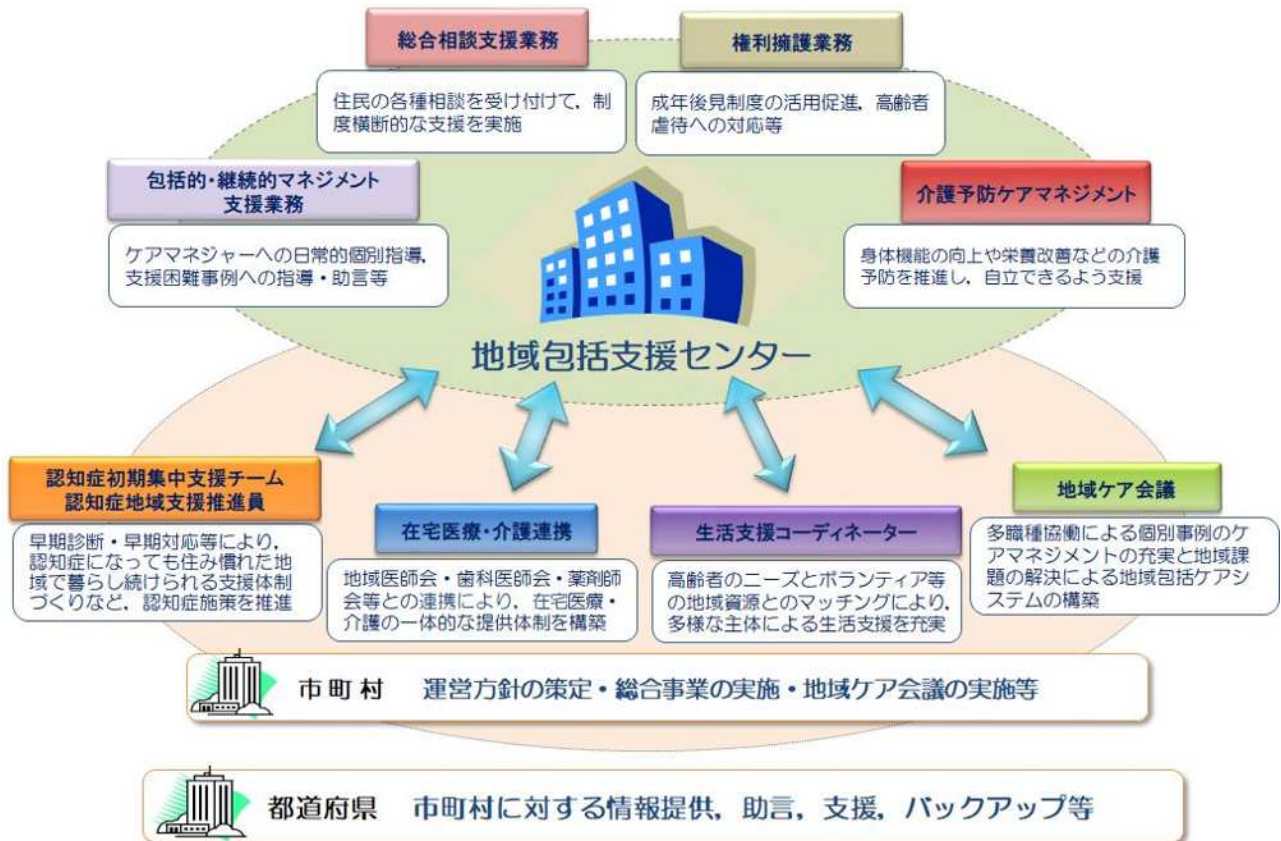 総合相談支援業務
住民の各種相談を受け付けて，制
度横断的な支援を実施
権利擁護業務
成年後見制度の活用促進，高齢者
虐待への対応等
包括的・継続的マネジメント
支援業務
ケアマネジャーへの日常的個別指導，
支援困難事例への指導・助言等
介護予防ケアマネジメント
身体機能の向上や栄養改善などの介護
予防を推進し，自立できるよう支援
地域包括支援センター
認知症初期集中支援チーム
認知症地域支援推進員
早期診断・早期対応等により，
認知症になっても住み慣れた地
域で暮らし続けられる支援体制
づくりなど，認知症施策を推進
在宅医療・介護連携
地域医師会・歯科医師会・薬剤師
会等との連携により，在宅医療・
介護の一体的な提供体制を構築
生活支援コーディネーター
高齢者のニーズとボランティア等
の地域資源とのマッチングにより，
多様な主体による生活支援を充実
地域ケア会議
多職種協働による個別事例のケ
アマネジメントの充実と地域課
題の解決による地域包括ケアシ
ステムの構築
市町村　運営方針の策定・総合事業の実施・地域ケア会議の実施等
都道府県　市町村に対する情報提供，助言，支援，バックアップ等